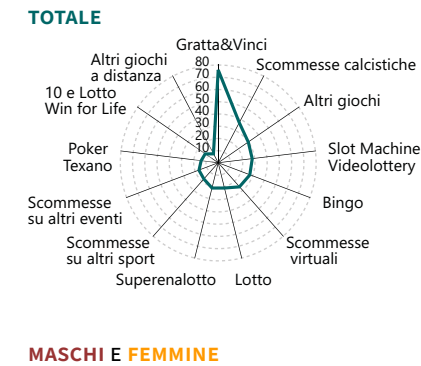 TOTALE
Gratta&Vinci
80
70
60
50
40
30
20
10
Scommesse calcistiche
Altri giochi
Slot Machine
Videolottery
Bingo
Scommesse
virtuali
Lotto
Superenalotto
Scommesse
su altri sport
Scommesse
su altri eventi
Poker
Texano
10 e Lotto
Win for Life
Altri giochi
a distanza
MASCHI E FEMMINE